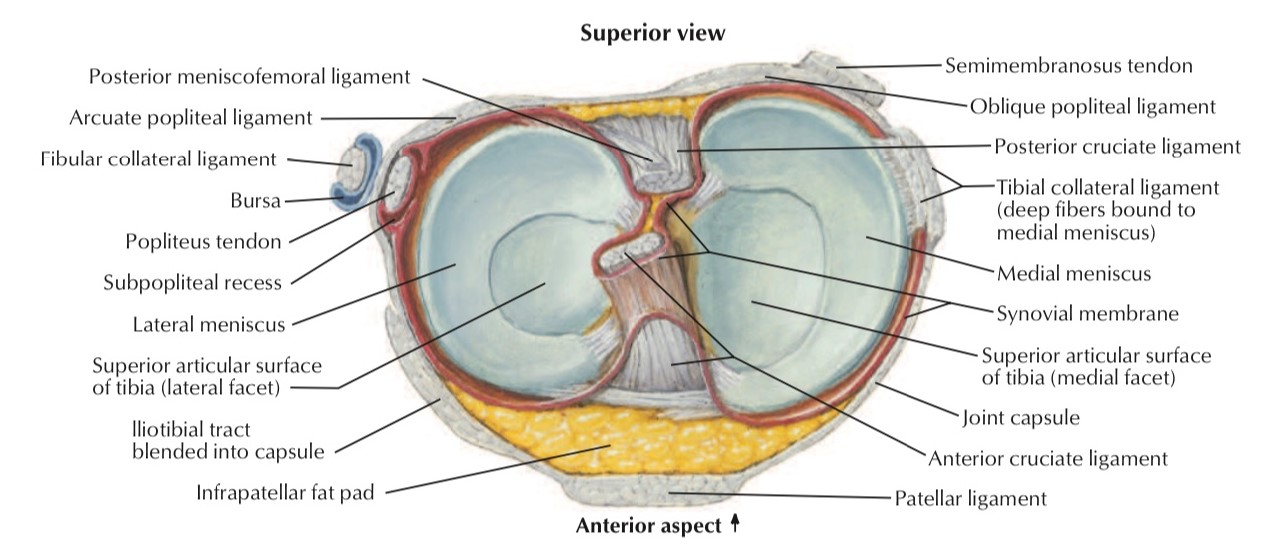 Superior view
Posterior meniscofemoral ligament
Arcuate popliteal ligament
Fibular collateral ligament
Bursa
Popliteus tendon
Subpopliteal recess
Lateral meniscus
Superior articular surface
of tibia (lateral facet)
Iliotibial tract
blended into capsule
Infrapatellar fat pad
Semimembranosus tendon
Oblique popliteal ligament
Posterior cruciate ligament
Tibial collateral ligament
(deep fibers bound to
medial meniscus)
Medial meniscus
Synovial membrane
Superior articular surface
of tibia (medial facet)
Joint capsule
Anterior cruciate ligament
Patellar ligament
Anterior aspect